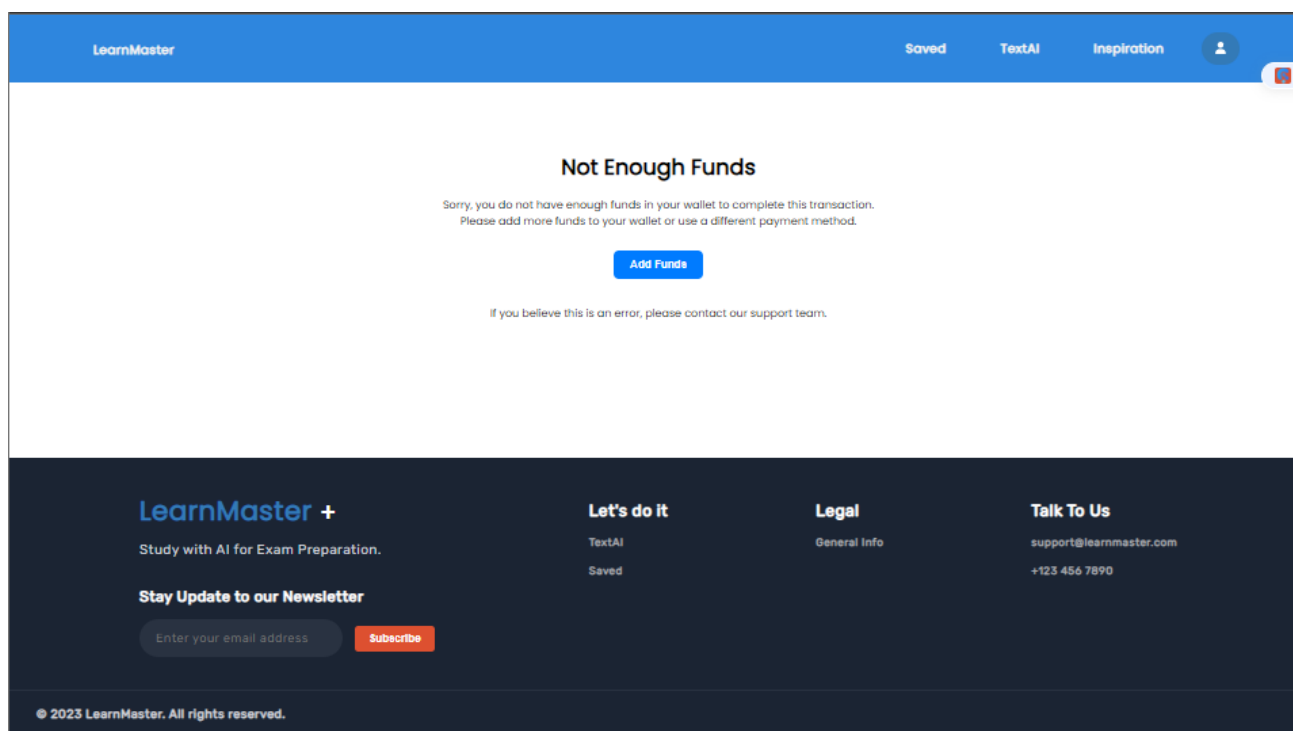 LearnMaster
Saved
TextAI
Inspiration
Not Enough Funds
Sorry, you do not have enough funds in your wallet to complete this transaction.
Please add more funds to your wallet or use a different payment method.
Add Funds
If you believe this is an error, please contact our support team.
LearnMaster +
Study with AI for Exam Preparation.
Stay Update to our Newsletter
Enter your email address
Subscribe
Let's do it
TextAI
Saved
Legal
General Info
Talk To Us
support@learnmaster.com
+123 456 7890
© 2023 LearnMaster. All rights reserved.